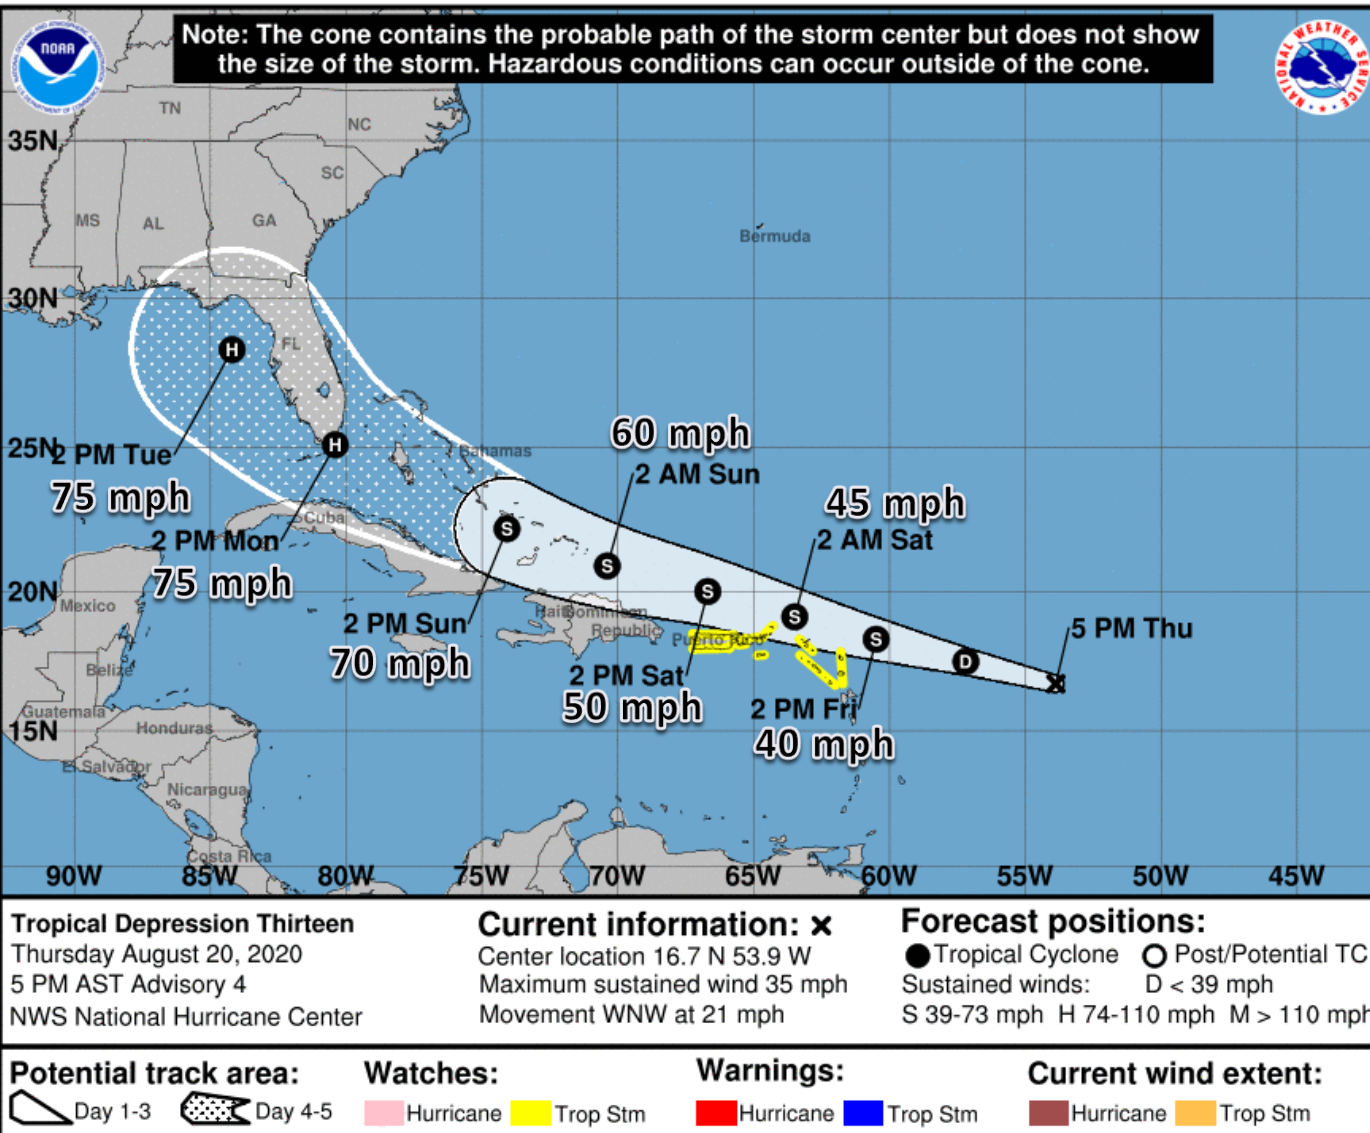 Note: The cone contains the probable path of the storm center but does not show
the size of the storm. Hazardous conditions can occur outside of the cone.
NOAA
NATIONAL WEATHER SERVICE
TN
NC
35N
SC
MS
AL
GA
Bermuda
30N
H
FL
60 mph
25N
2 PM Tue
H
Bahamas
2 AM Sun
75 mph
45 mph
Cuba
S
2 AM Sat
2 PM Mon
S
75 mph
20N
S
Mexico
Haiti
Dominican
Republic
S
2 PM Sun
5 PM Thu
Puerto Rico
S
70 mph
D
Belize
2 PM Sat
50 mph
2 PM Fri
Guatemala
15N
Honduras
40 mph
El Salvador
Nicaragua
Costa Rica
90W 85W 80W 75W 70W 65W 60W 55W 50W 45W
Tropical Depression Thirteen
Thursday August 20, 2020
5 PM AST Advisory 4
NWS National Hurricane Center
Current information: x
Center location 16.7 N 53.9 W
Maximum sustained wind 35 mph
Movement WNW at 21 mph
Forecast positions:
Tropical Cyclone Post/Potential TC
Sustained winds: D < 39 mph
S 39-73 mph H 74-110 mph M > 110 mph
Potential track area:
Day 1-3 Day 4-5
Watches:
Hurricane Trop Stm
Warnings:
Hurricane Trop Stm
Current wind extent:
Hurricane Trop Stm